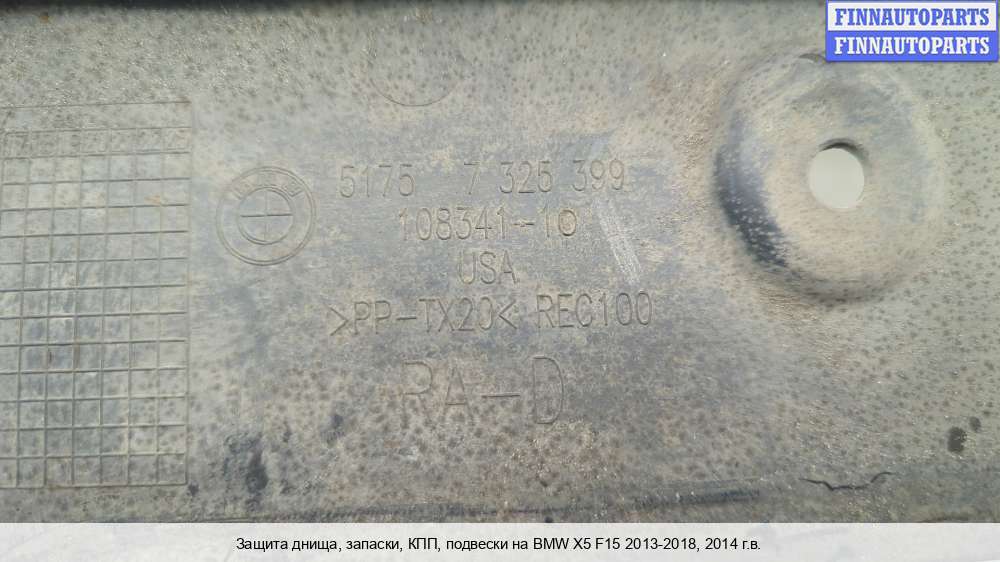 FINNAUTOPARTS
FINNAUTOPARTS
BMW
5175 7 325 399
108341-10
USA
>PP-TX20< REC100
RA-D
Защита днища, запаски, КПП, подвески на BMW X5 F15 2013-2018, 2014 г.в.